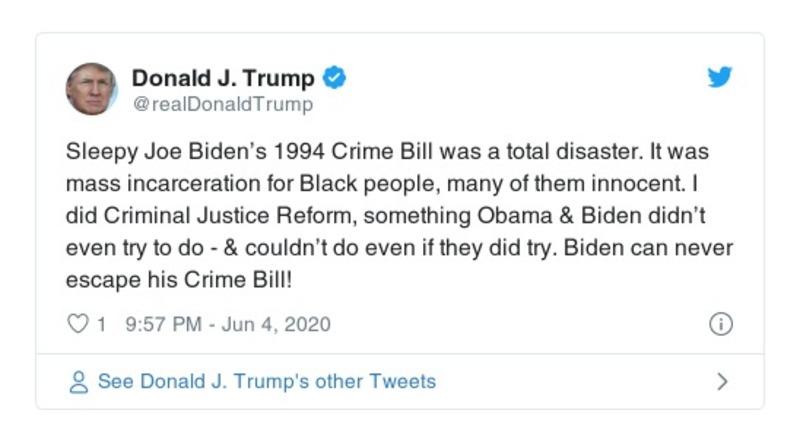 Donald J. Trump
@realDonaldTrump
Sleepy Joe Biden’s 1994 Crime Bill was a total disaster. It was
mass incarceration for Black people, many of them innocent. I
did Criminal Justice Reform, something Obama & Biden didn’t
even try to do - & couldn’t do even if they did try. Biden can never
escape his Crime Bill!
1 9:57 PM - Jun 4, 2020
See Donald J. Trump's other Tweets